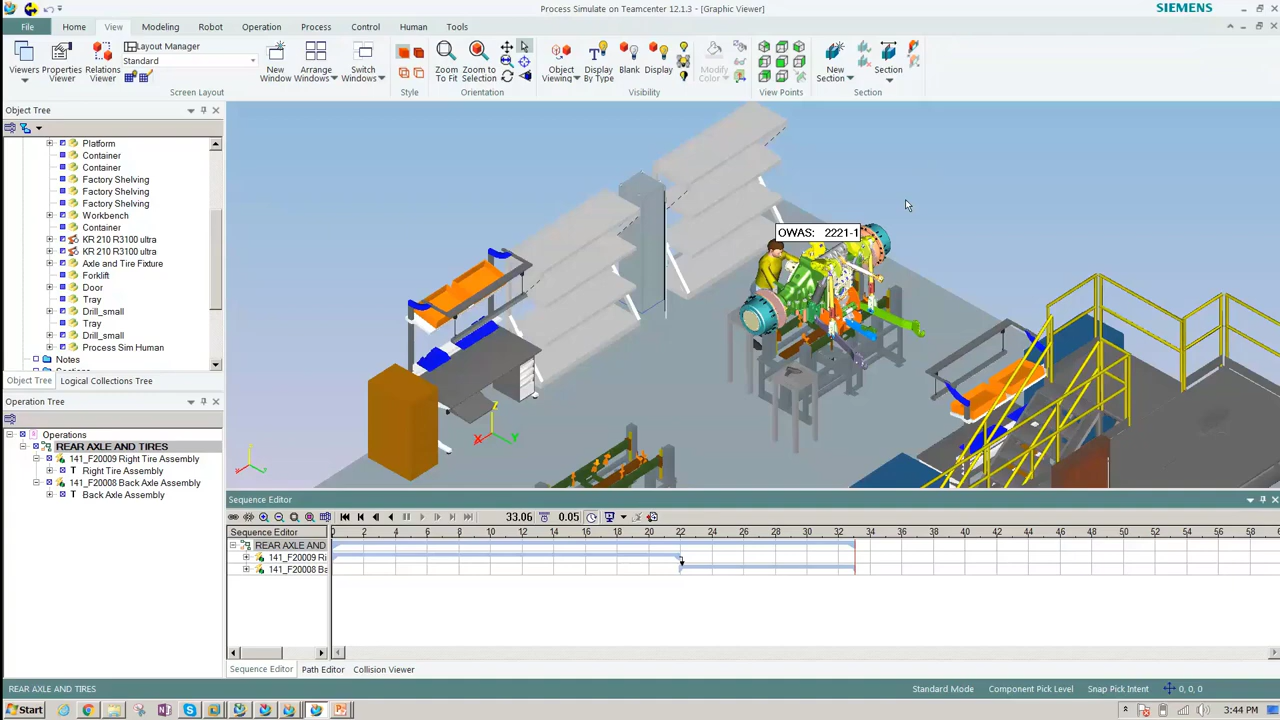 Process Simulate on Teamcenter 12.1.3 - [Graphic Viewer]
SIEMENS
File Home View Modeling Robot Operation Process Control Human Tools
Layout Manager
Standard
Viewers
Properties Viewer
Relations Viewer
New Window
Arrange Windows
Switch Windows
Zoom To Fit
Zoom to Selection
Object Viewing
Display By Type
Blank
Display
Modify Color
New Section
Section
Screen Layout
Style
Orientation
Visibility
View Points
Section
Object Tree
Platform
Container
Container
Factory Shelving
Factory Shelving
Factory Shelving
Workbench
Container
KR 210 R3100 ultra
KR 210 R3100 ultra
Axle and Tire Fixture
Forklift
Door
Tray
Drill_small
Tray
Drill_small
Process Sim Human
Notes
Labels
Object Tree Logical Collections Tree
Operation Tree
Operations
REAR AXLE AND TIRES
141_F20009 Right Tire Assembly
T Right Tire Assembly
141_F20008 Back Axle Assembly
T Back Axle Assembly
OWAS: 2221-1
Z
X
Y
Sequence Editor
33.06
0.05
Sequence Editor
0 2 4 6 8 10 12 14 16 18 20 22 24 26 28 30 32 34 36 38 40 42 44 46 48 50 52 54 56 58 60
REAR AXLE AND
141_F20009 Ri
141_F20008 Ba
Sequence Editor Path Editor Collision Viewer
REAR AXLE AND TIRES
Standard Mode
Component Pick Level
Snap Pick Intent
0, 0, 0
Start
3:44 PM